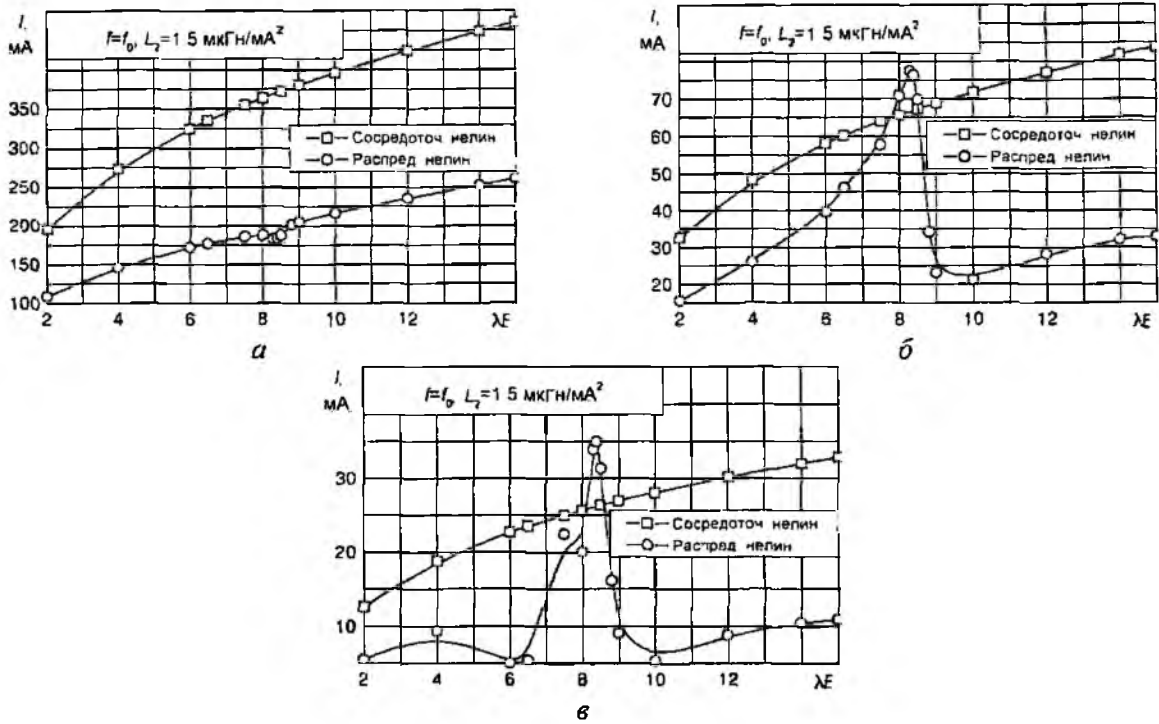 I, мА
f=f₀, L₂=1 5 мкГн/мА²
350
300
250
200
150
100
2 4 6 8 10 12 λE
Сосредоточ нелин
Распред нелин
а
I, мА
f=f₀, L₂=1 5 мкГн/мА²
70
60
50
40
30
20
2 4 6 8 10 12 λE
Сосредоточ нелин
Распред нелин
б
I, мА
f=f₀, L₂=1 5 мкГн/мА²
30
20
10
2 4 6 8 10 12 λE
Сосредоточ нелин
Распред нелин
в